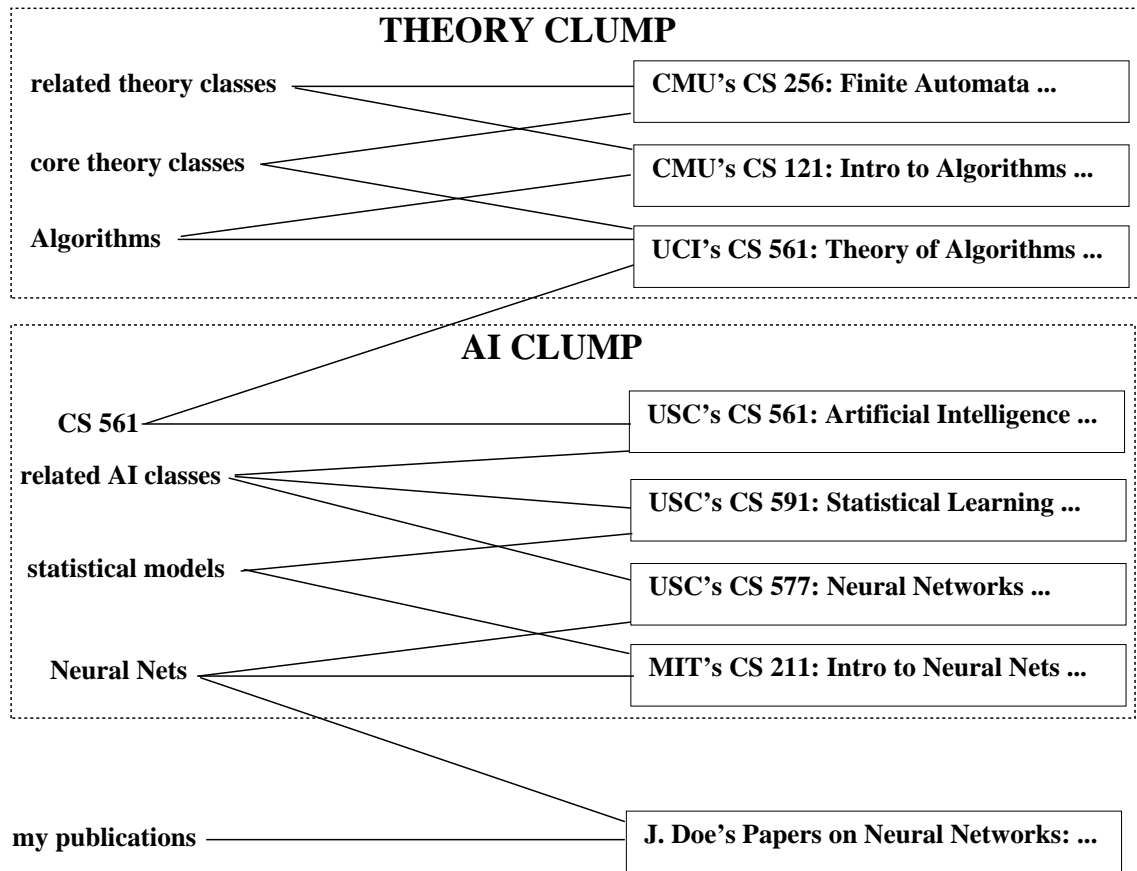 THEORY CLUMP
related theory classes
CMU's CS 256: Finite Automata ...
core theory classes
CMU's CS 121: Intro to Algorithms ...
Algorithms
UCI's CS 561: Theory of Algorithms ...
AI CLUMP
CS 561
USC's CS 561: Artificial Intelligence ...
related AI classes
USC's CS 591: Statistical Learning ...
statistical models
USC's CS 577: Neural Networks ...
Neural Nets
MIT's CS 211: Intro to Neural Nets ...
my publications
J. Doe's Papers on Neural Networks: ...